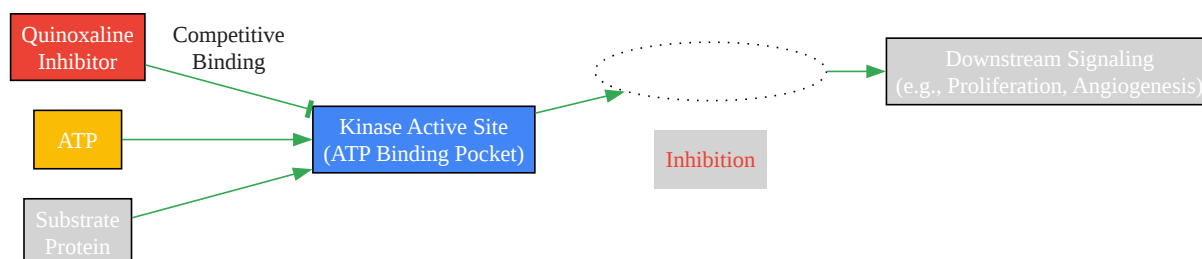 Quinoxaline
Inhibitor
Competitive
Binding
ATP
Substrate
Protein
Kinase Active Site
(ATP Binding Pocket)
Inhibition
Downstream Signaling
(e.g., Proliferation, Angiogenesis)